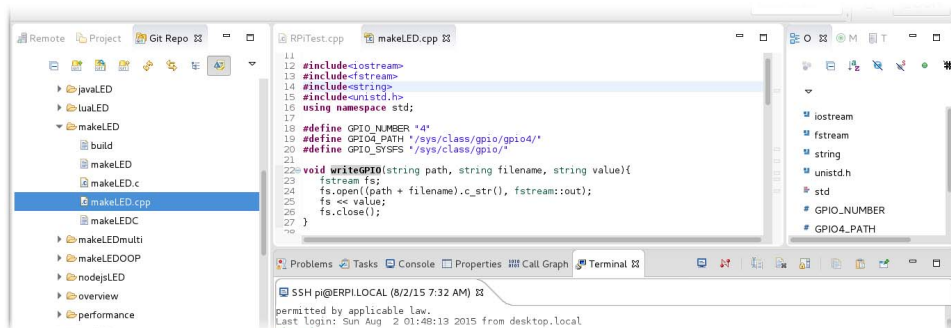 Remote Project Git Repo
javaLED
luaLED
makeLED
build
makeLED
makeLED.c
makeLED.cpp
makeLEDC
makeLEDmulti
makeLEDOOP
nodejsLED
overview
performance
RPiTest.cpp makeLED.cpp
11
12 #include<iostream>
13 #include<fstream>
14 #include<string>
15 #include<unistd.h>
16 using namespace std;
17
18 #define GPIO_NUMBER "4"
19 #define GPIO4_PATH "/sys/class/gpio/gpio4/"
20 #define GPIO_SYSFS "/sys/class/gpio/"
21
22 void writeGPIO(string path, string filename, string value){
23 fstream fs;
24 fs.open((path + filename).c_str(), fstream::out);
25 fs << value;
26 fs.close();
27 }
28
O M T
iostream
fstream
string
unistd.h
std
# GPIO_NUMBER
# GPIO4_PATH
Problems Tasks Console Properties Call Graph Terminal
SSH pi@ERPI.LOCAL (8/2/15 7:32 AM)
permitted by applicable law.
Last login: Sun Aug 2 01:48:13 2015 from desktop.local